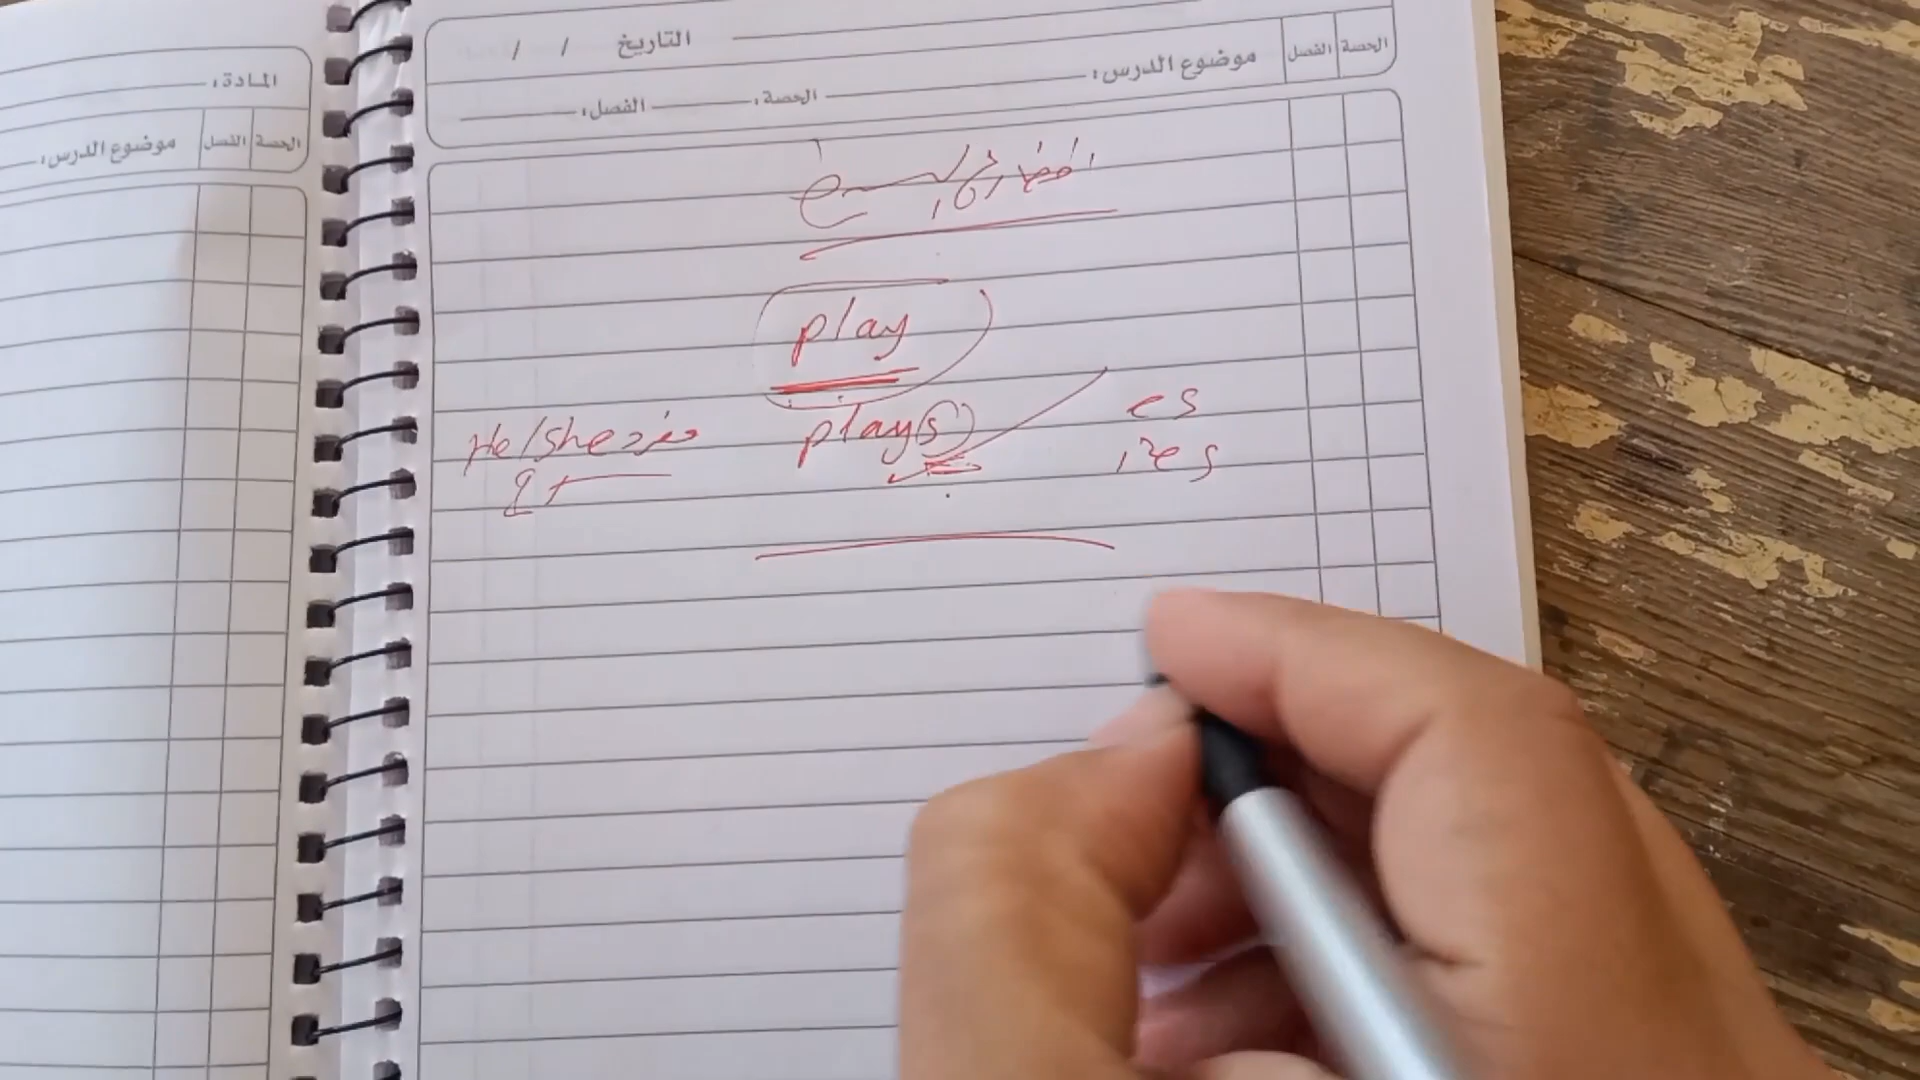 التاريخ / /
موضوع الدرس: الفصل الحصة
الحصة: الفصل:
المضارع البسيط
play
He/She مفرد play(s) es
It ies
المادة:
موضوع الدرس: الفصل الحصة